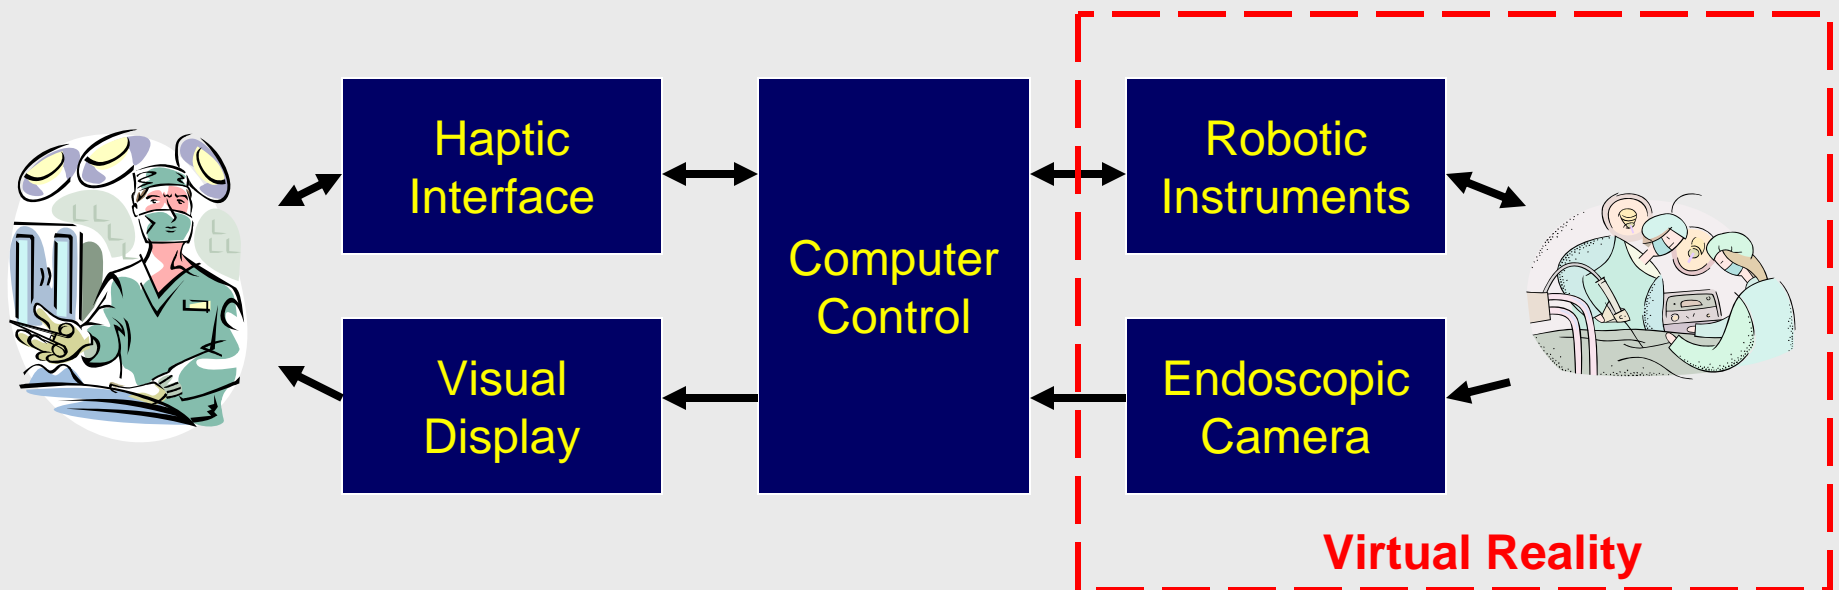 Haptic
Interface
Visual
Display
Computer
Control
Robotic
Instruments
Endoscopic
Camera
Virtual Reality